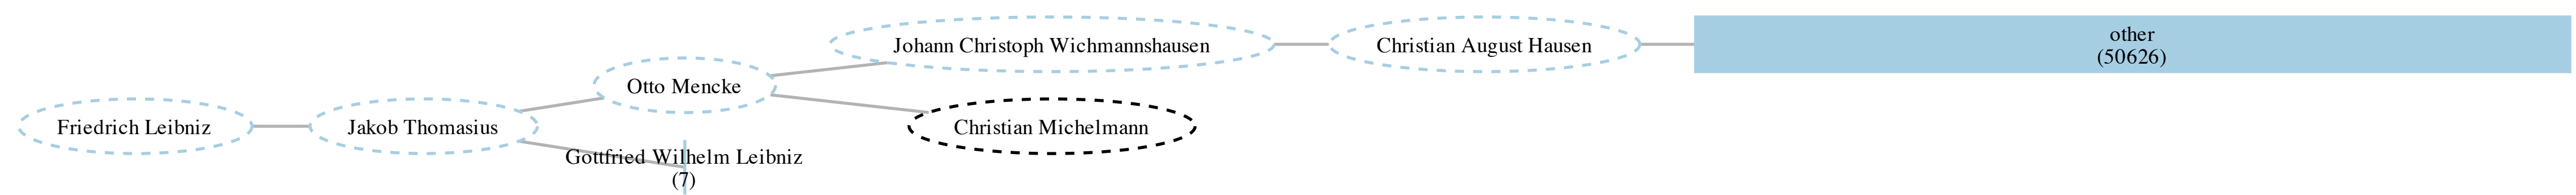 Friedrich Leibniz
Jakob Thomasius
Otto Mencke
Gottfried Wilhelm Leibniz
(7)
Johann Christoph Wichmannshausen
Christian Michelmann
Christian August Hausen
other
(50626)